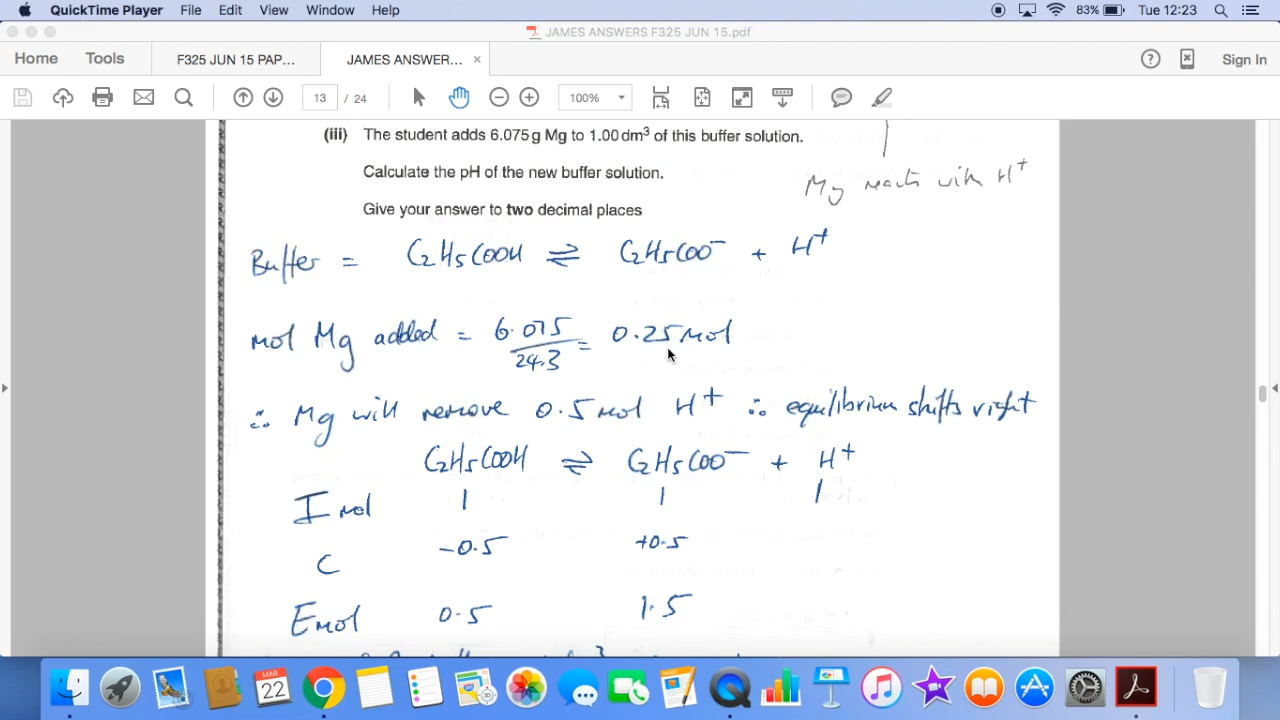 QuickTime Player File Edit View Window Help 83% Tue 12:23
JAMES ANSWERS F325 JUN 15.pdf
Home Tools F325 JUN 15 PAP... JAMES ANSWER... × Sign In
13 / 24 100%
(iii) The student adds 6.075 g Mg to 1.00 dm³ of this buffer solution.
Calculate the pH of the new buffer solution.
Mg reacts with H⁺
Give your answer to two decimal places
Buffer = C2H5COOH ⇌ C2H5COO⁻ + H⁺
mol Mg added = 6.075 / 24.3 = 0.25 mol
∴ Mg will remove 0.5 mol H⁺ ∴ equilibrium shifts right
C2H5COOH ⇌ C2H5COO⁻ + H⁺
I mol 1 1 1
C -0.5 +0.5
E mol 0.5 1.5
MAR
22